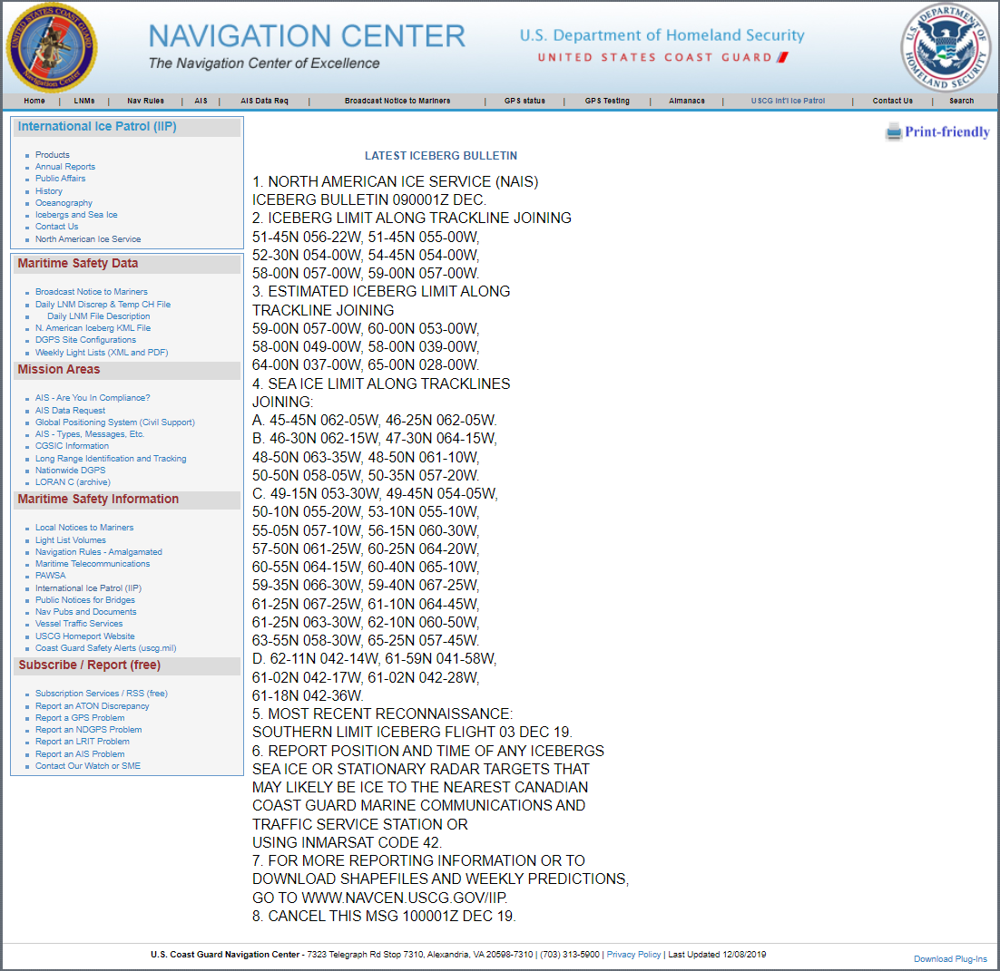 UNITED STATES COAST GUARD
Navigation Center
NAVIGATION CENTER
The Navigation Center of Excellence
U.S. Department of Homeland Security
UNITED STATES COAST GUARD
U.S. DEPARTMENT OF
HOMELAND SECURITY
Home | LNMs | Nav Rules | AIS | AIS Data Req | Broadcast Notice to Mariners | GPS status | GPS Testing | Almanacs | USCG Int'l Ice Patrol | Contact Us | Search
International Ice Patrol (IIP)
Products
Annual Reports
Public Affairs
History
Oceanography
Icebergs and Sea Ice
Contact Us
North American Ice Service
Maritime Safety Data
Broadcast Notice to Mariners
Daily LNM Discrep & Temp CH File
Daily LNM File Description
N. American Iceberg KML File
DGPS Site Configurations
Weekly Light Lists (XML and PDF)
Mission Areas
AIS - Are You In Compliance?
AIS Data Request
Global Positioning System (Civil Support)
AIS - Types, Messages, Etc.
CGSIC Information
Long Range Identification and Tracking
Nationwide DGPS
LORAN C (archive)
Maritime Safety Information
Local Notices to Mariners
Light List Volumes
Navigation Rules - Amalgamated
Maritime Telecommunications
PAWSA
International Ice Patrol (IIP)
Public Notices for Bridges
Nav Pubs and Documents
Vessel Traffic Services
USCG Homeport Website
Coast Guard Safety Alerts (uscg.mil)
Subscribe / Report (free)
Subscription Services / RSS (free)
Report an ATON Discrepancy
Report a GPS Problem
Report an NDGPS Problem
Report an LRIT Problem
Report an AIS Problem
Contact Our Watch or SME
Print-friendly
LATEST ICEBERG BULLETIN
1. NORTH AMERICAN ICE SERVICE (NAIS)
ICEBERG BULLETIN 090001Z DEC.
2. ICEBERG LIMIT ALONG TRACKLINE JOINING
51-45N 056-22W, 51-45N 055-00W,
52-30N 054-00W, 54-45N 054-00W,
58-00N 057-00W, 59-00N 057-00W.
3. ESTIMATED ICEBERG LIMIT ALONG
TRACKLINE JOINING
59-00N 057-00W, 60-00N 053-00W,
58-00N 049-00W, 58-00N 039-00W,
64-00N 037-00W, 65-00N 028-00W.
4. SEA ICE LIMIT ALONG TRACKLINES
JOINING:
A. 45-45N 062-05W, 46-25N 062-05W.
B. 46-30N 062-15W, 47-30N 064-15W,
48-50N 063-35W, 48-50N 061-10W,
50-50N 058-05W, 50-35N 057-20W.
C. 49-15N 053-30W, 49-45N 054-05W,
50-10N 055-20W, 53-10N 055-10W,
55-05N 057-10W, 56-15N 060-30W,
57-50N 061-25W, 60-25N 064-20W,
60-55N 064-15W, 60-40N 065-10W,
59-35N 066-30W, 59-40N 067-25W,
61-25N 067-25W, 61-10N 064-45W,
61-25N 063-30W, 62-10N 060-50W,
63-55N 058-30W, 65-25N 057-45W.
D. 62-11N 042-14W, 61-59N 041-58W,
61-02N 042-17W, 61-02N 042-28W,
61-18N 042-36W.
5. MOST RECENT RECONNAISSANCE:
SOUTHERN LIMIT ICEBERG FLIGHT 03 DEC 19.
6. REPORT POSITION AND TIME OF ANY ICEBERGS
SEA ICE OR STATIONARY RADAR TARGETS THAT
MAY LIKELY BE ICE TO THE NEAREST CANADIAN
COAST GUARD MARINE COMMUNICATIONS AND
TRAFFIC SERVICE STATION OR
USING INMARSAT CODE 42.
7. FOR MORE REPORTING INFORMATION OR TO
DOWNLOAD SHAPEFILES AND WEEKLY PREDICTIONS,
GO TO WWW.NAVCEN.USCG.GOV/IIP.
8. CANCEL THIS MSG 100001Z DEC 19.
U.S. Coast Guard Navigation Center - 7323 Telegraph Rd Stop 7310, Alexandria, VA 20598-7310 | (703) 313-5900 | Privacy Policy | Last Updated 12/08/2019
Download Plug-Ins